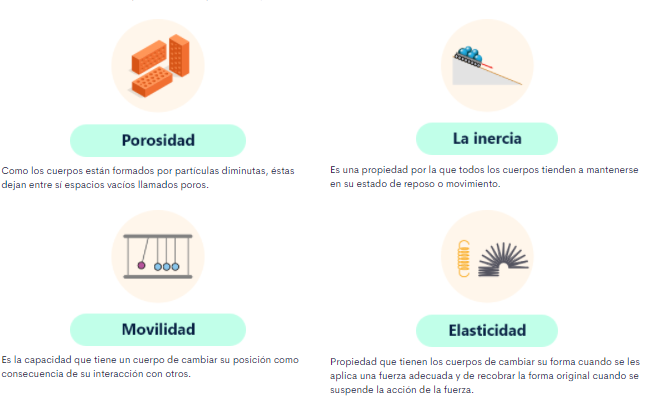 Porosidad
Como los cuerpos están formados por partículas diminutas, éstas
dejan entre sí espacios vacíos llamados poros.
La inercia
Es una propiedad por la que todos los cuerpos tienden a mantenerse
en su estado de reposo o movimiento.
Movilidad
Es la capacidad que tiene un cuerpo de cambiar su posición como
consecuencia de su interacción con otros.
Elasticidad
Propiedad que tienen los cuerpos de cambiar su forma cuando se les
aplica una fuerza adecuada y de recobrar la forma original cuando se
suspende la acción de la fuerza.